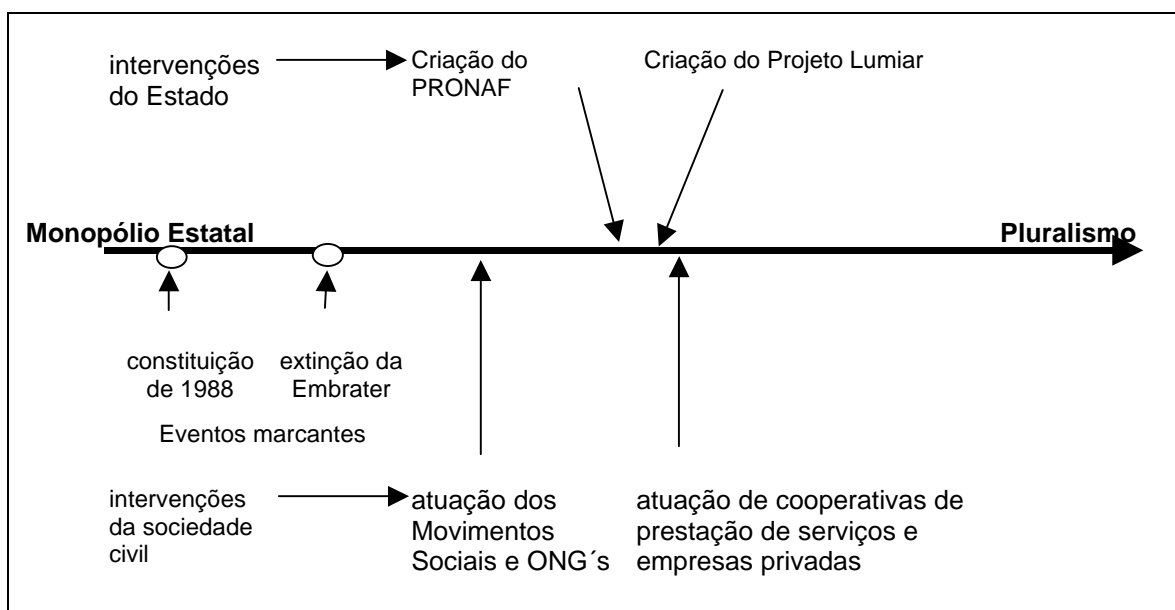 intervenções
do Estado
Criação do
PRONAF
Criação do Projeto Lumiar
Monopólio Estatal
Pluralismo
constituição
de 1988
extinção da
Embrater
Eventos marcantes
intervenções
da sociedade
civil
atuação dos
Movimentos
Sociais e ONG´s
atuação de cooperativas de
prestação de serviços e
empresas privadas